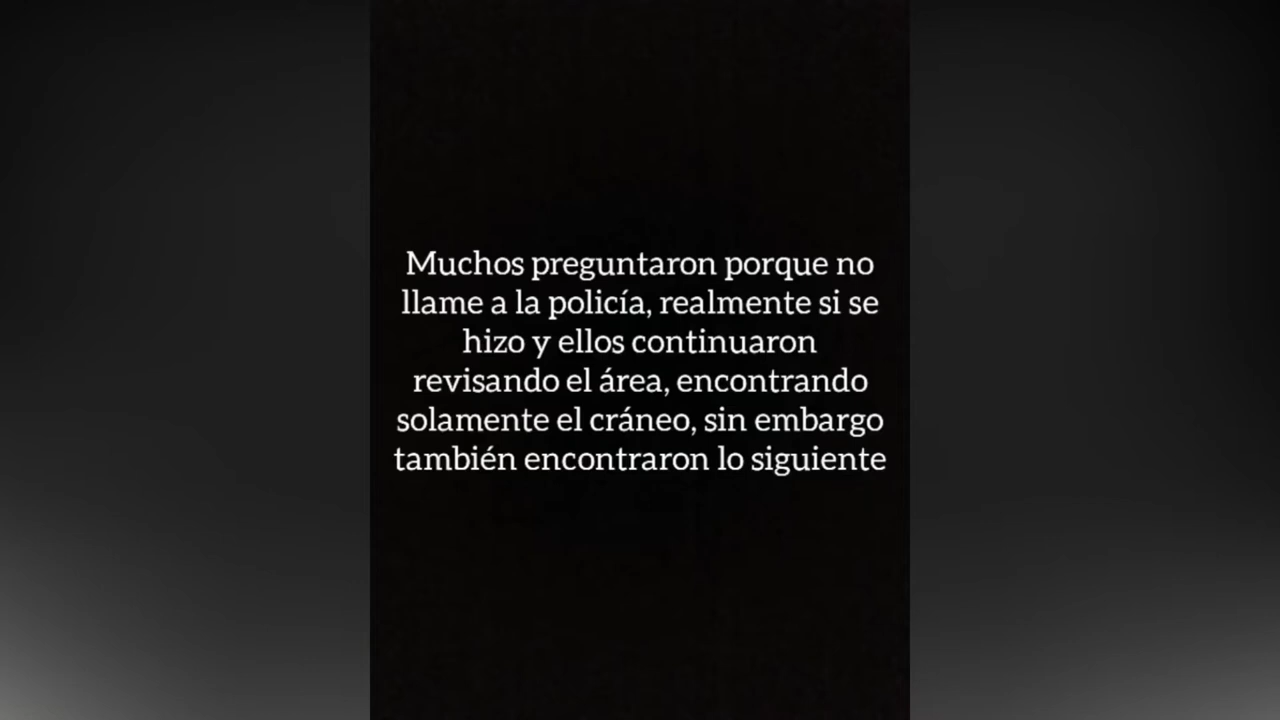 Muchos preguntaron porque no
llame a la policía, realmente si se
hizo y ellos continuaron
revisando el área, encontrando
solamente el cráneo, sin embargo
también encontraron lo siguiente